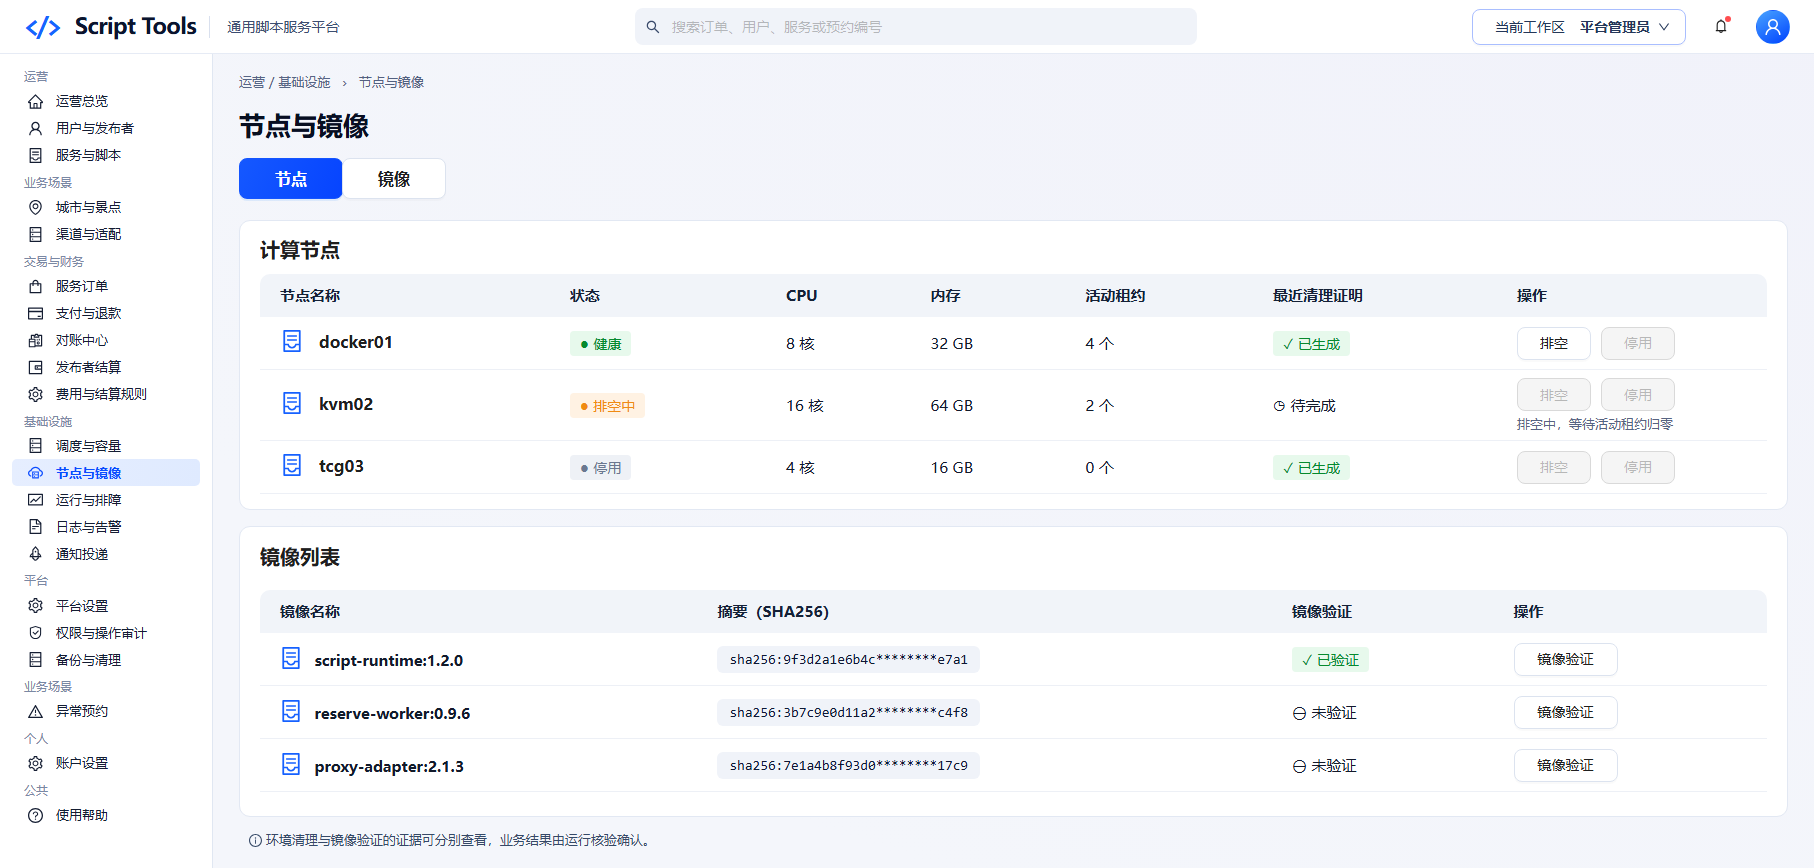 Script Tools
通用脚本服务平台
搜索订单、用户、服务或预约编号
当前工作区 平台管理员
运营
运营总览
用户与发布者
服务与脚本
业务场景
城市与景点
渠道与适配
交易与财务
服务订单
支付与退款
对账中心
发布者结算
费用与结算规则
基础设施
调度与容量
节点与镜像
运行与排障
日志与告警
通知投递
平台
平台设置
权限与操作审计
备份与清理
业务场景
异常预约
个人
账户设置
公共
使用帮助
运营 / 基础设施 › 节点与镜像
节点与镜像
节点 镜像
计算节点
节点名称 状态 CPU 内存 活动租约 最近清理证明 操作
docker01 健康 8 核 32 GB 4 个 ✓ 已生成 排空 停用
kvm02 排空中 16 核 64 GB 2 个 待完成 排空 停用
排空中，等待活动租约归零
tcg03 停用 4 核 16 GB 0 个 ✓ 已生成 排空 停用
镜像列表
镜像名称 摘要（SHA256） 镜像验证 操作
script-runtime:1.2.0 sha256:9f3d2a1e6b4c********e7a1 ✓ 已验证 镜像验证
reserve-worker:0.9.6 sha256:3b7c9e0d11a2********c4f8 未验证 镜像验证
proxy-adapter:2.1.3 sha256:7e1a4b8f93d0********17c9 未验证 镜像验证
环境清理与镜像验证的证据可分别查看，业务结果由运行核验确认。